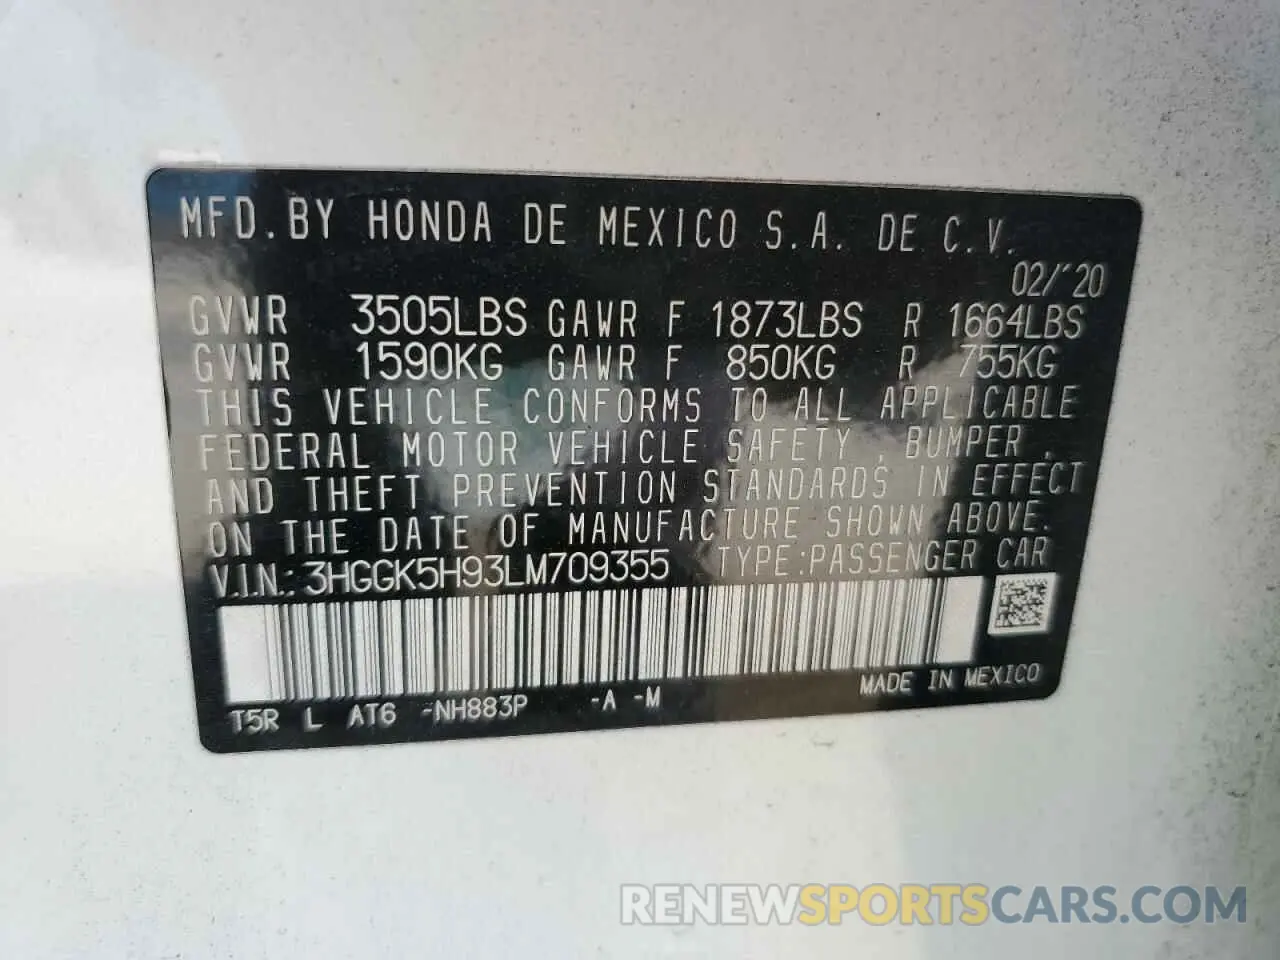 MFD. BY HONDA DE MEXICO S.A. DE C.V.
02/'20
GVWR 3505LBS GAWR F 1873LBS R 1664LBS
GVWR 1590KG GAWR F 850KG R 755KG
THIS VEHICLE CONFORMS TO ALL APPLICABLE
FEDERAL MOTOR VEHICLE SAFETY , BUMPER ,
AND THEFT PREVENTION STANDARDS IN EFFECT
ON THE DATE OF MANUFACTURE SHOWN ABOVE.
V.I.N.: 3HGGK5H93LM709355 TYPE:PASSENGER CAR
MADE IN MEXICO
T5R L AT6 -NH883P -A -M
RENEWSPORTSCARS.COM